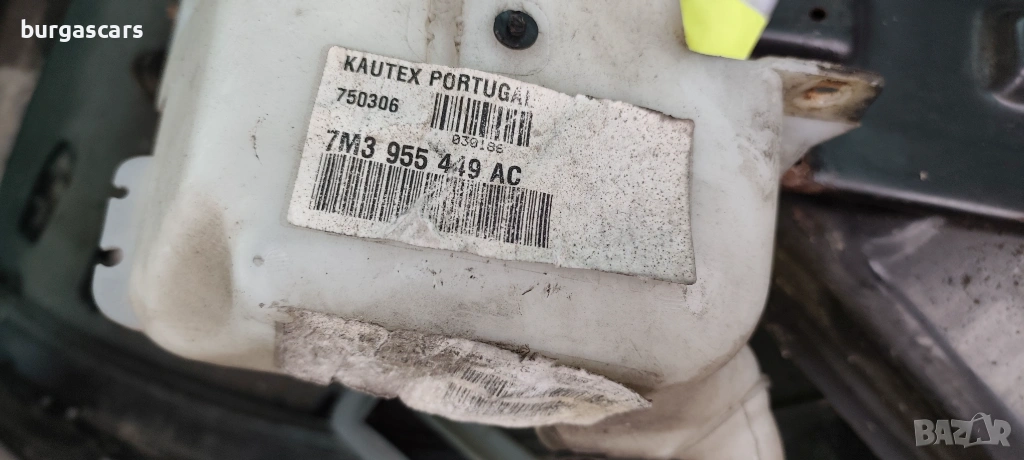 burgascars
KAUTEX PORTUGAL
750306
030186
7M3 955 449 AC
BAZAR